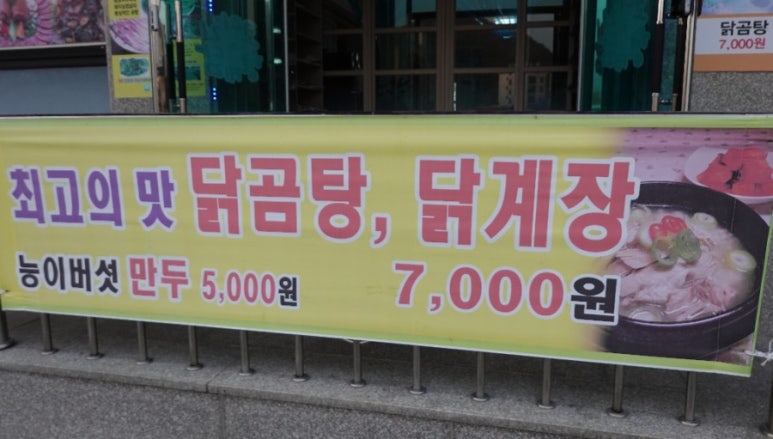 닭곰탕
7,000원
최고의 맛 닭곰탕, 닭계장
능이버섯 만두 5,000원 7,000원